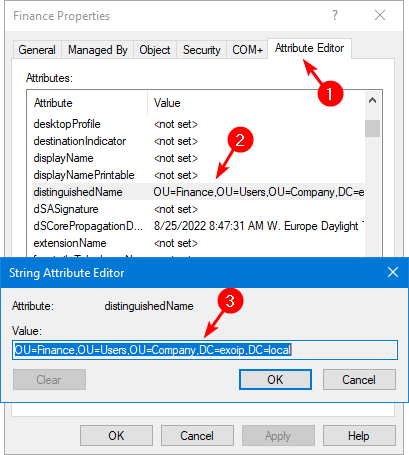 Finance Properties
General Managed By Object Security COM+ Attribute Editor
1
Attributes:
Attribute Value
2
desktopProfile <not set>
destinationIndicator <not set>
displayName <not set>
displayNamePrintable <not set>
distinguishedName OU=Finance,OU=Users,OU=Company,DC=e
dSASignature <not set>
dSCorePropagationD... 8/25/2022 8:47:31 AM W. Europe Daylight
extensionName <not set>
String Attribute Editor
Attribute: distinguishedName
3
Value:
OU=Finance,OU=Users,OU=Company,DC=exoip,DC=local
Clear OK Cancel
OK Cancel Apply Help